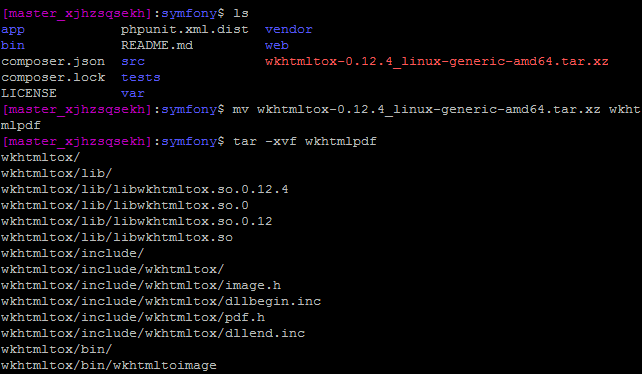 [master_xjhzsqsekh]:symfony$ ls
app           phpunit.xml.dist  vendor
bin           README.md         web
composer.json src               wkhtmltox-0.12.4_linux-generic-amd64.tar.xz
composer.lock tests
LICENSE       var
[master_xjhzsqsekh]:symfony$ mv wkhtmltox-0.12.4_linux-generic-amd64.tar.xz wkht
mlpdf
[master_xjhzsqsekh]:symfony$ tar -xvf wkhtmlpdf
wkhtmltox/
wkhtmltox/lib/
wkhtmltox/lib/libwkhtmltox.so.0.12.4
wkhtmltox/lib/libwkhtmltox.so.0
wkhtmltox/lib/libwkhtmltox.so.0.12
wkhtmltox/lib/libwkhtmltox.so
wkhtmltox/include/
wkhtmltox/include/wkhtmltox/
wkhtmltox/include/wkhtmltox/image.h
wkhtmltox/include/wkhtmltox/dllbegin.inc
wkhtmltox/include/wkhtmltox/pdf.h
wkhtmltox/include/wkhtmltox/dllend.inc
wkhtmltox/bin/
wkhtmltox/bin/wkhtmltoimage